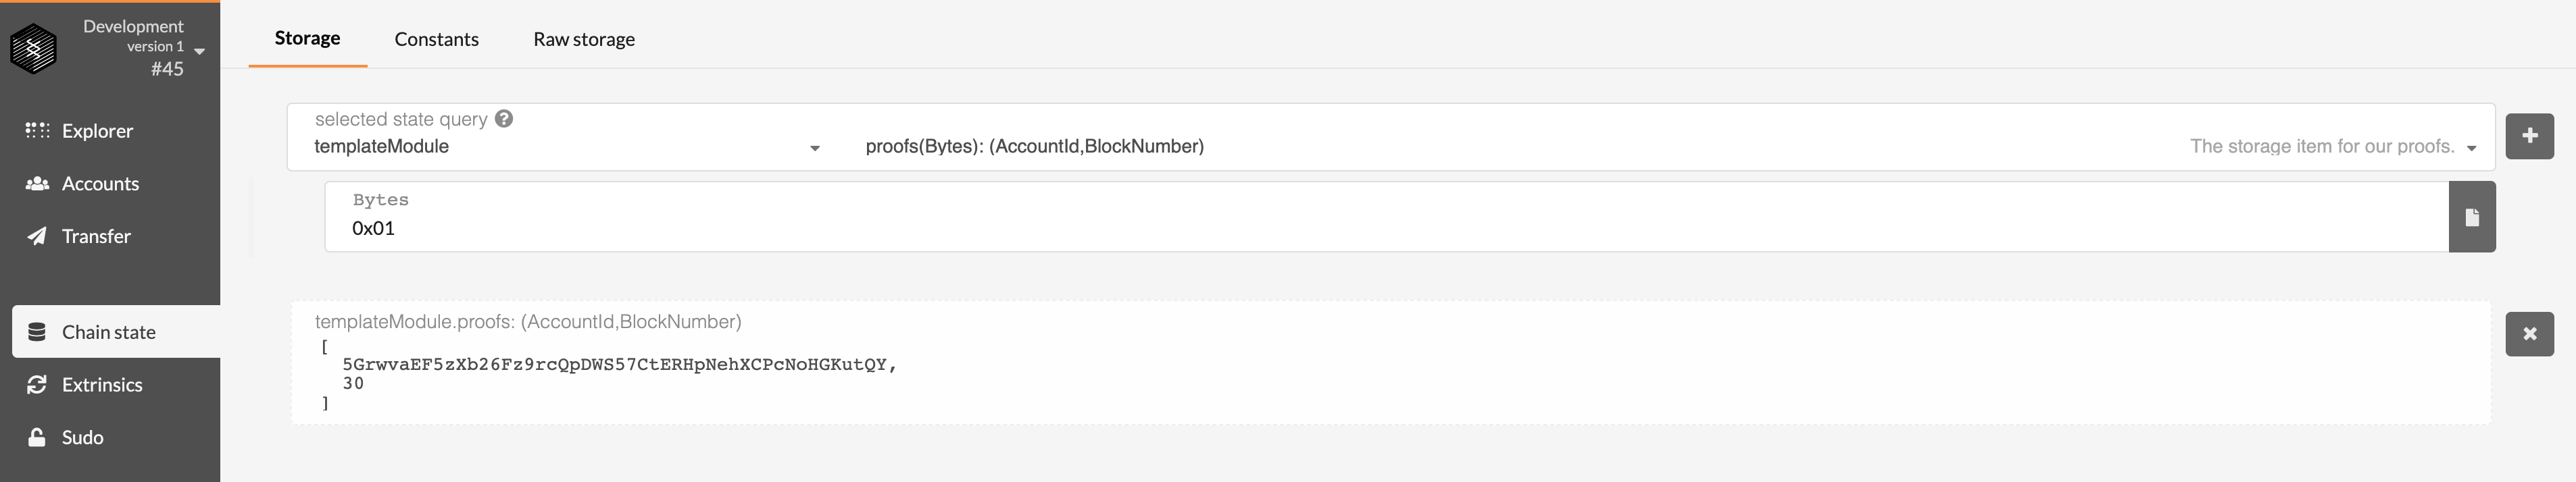 Development
version 1
#45
Explorer
Accounts
Transfer
Chain state
Extrinsics
Sudo
Storage
Constants
Raw storage
selected state query
templateModule
proofs(Bytes): (AccountId,BlockNumber)
The storage item for our proofs.
Bytes
0x01
templateModule.proofs: (AccountId,BlockNumber)
[
5GrwvaEF5zXb26Fz9rcQpDWS57CtERHpNehXCPcNoHGKutQY,
30
]